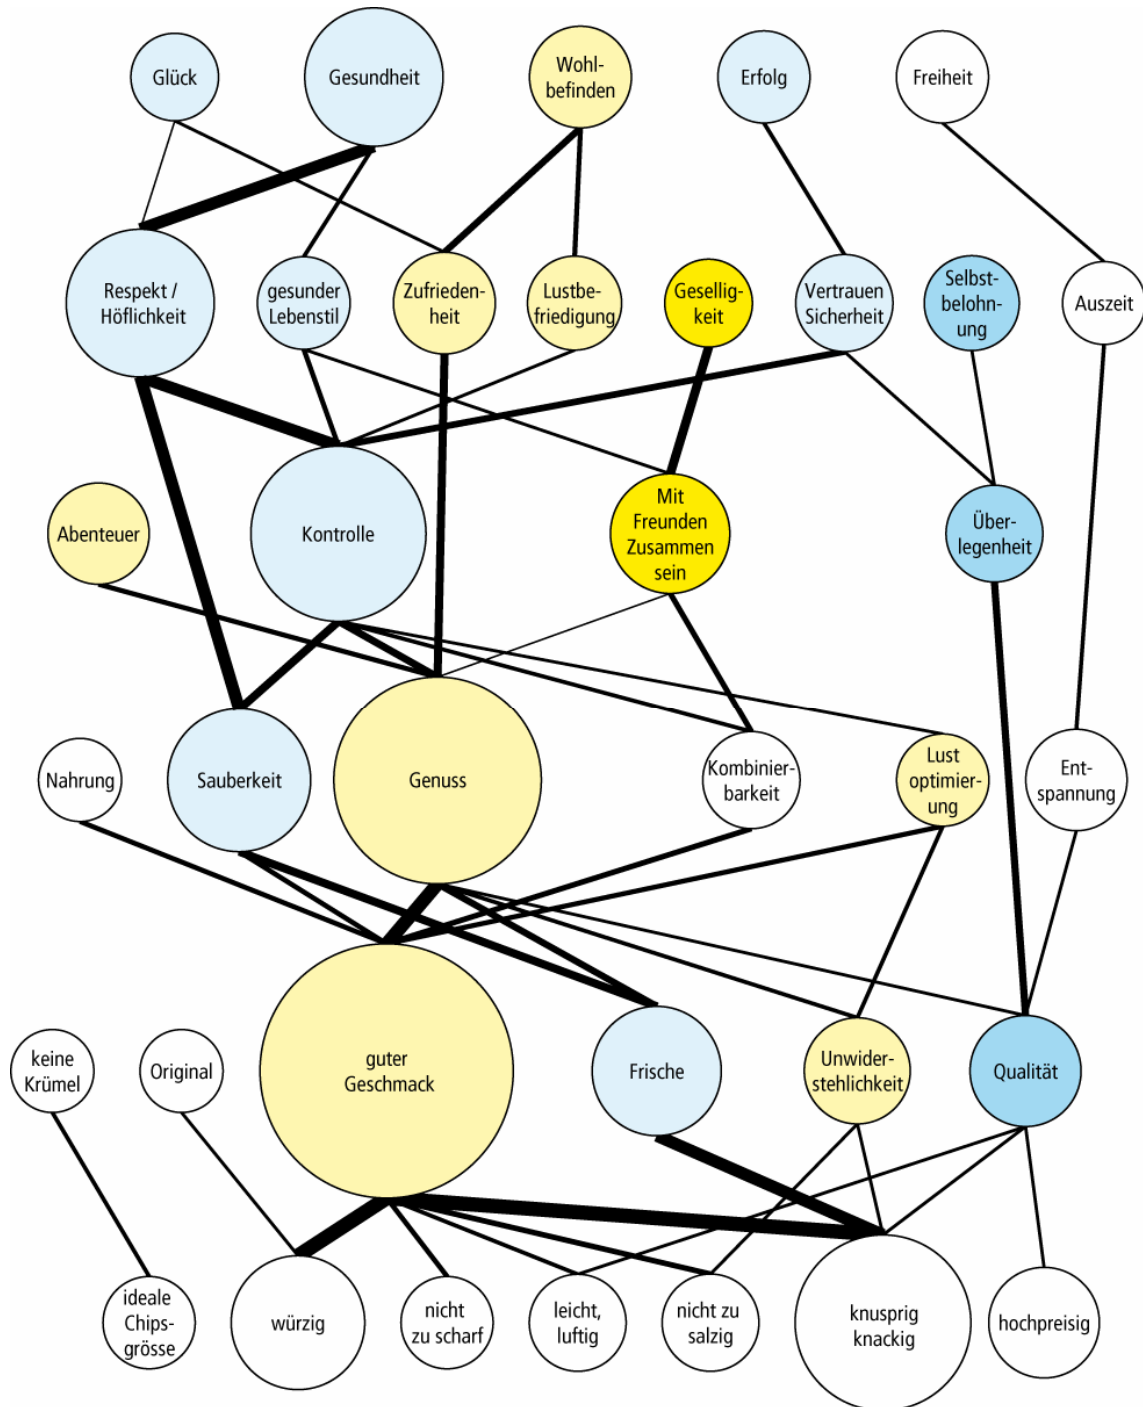 Glück
Gesundheit
Wohl-
befinden
Erfolg
Freiheit
Respekt /
Höflichkeit
gesunder
Lebenstil
Zufrieden-
heit
Lustbe-
friedigung
Gesellig-
keit
Vertrauen
Sicherheit
Selbst-
belohn-
ung
Auszeit
Abenteuer
Kontrolle
Mit
Freunden
Zusammen
sein
Über-
legenheit
Nahrung
Sauberkeit
Genuss
Kombinier-
barkeit
Lust
optimier-
ung
Ent-
spannung
keine
Krümel
Original
guter
Geschmack
Frische
Unwider-
stehlichkeit
Qualität
ideale
Chips-
grösse
würzig
nicht
zu scharf
leicht,
luftig
nicht zu
salzig
knusprig
knackig
hochpreisig